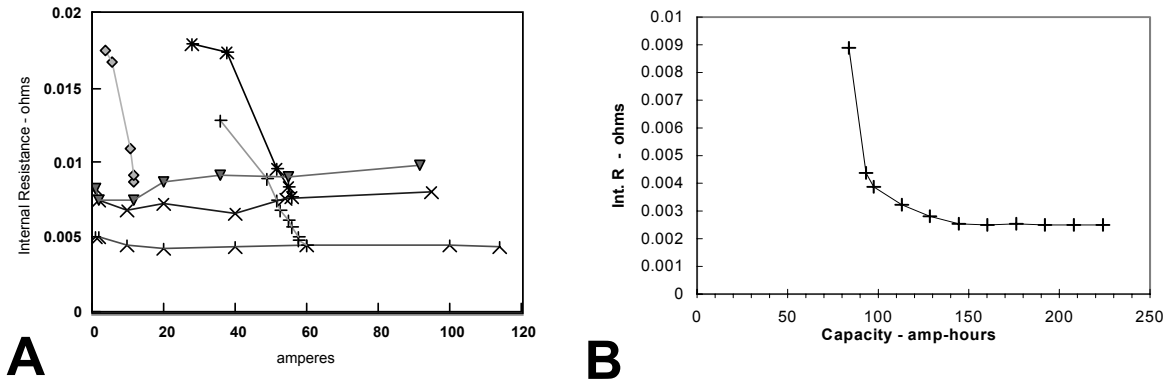 0.02
0.015
0.01
0.005
0
Internal Resistance - ohms
0 20 40 60 80 100 120
amperes
A
0.01
0.009
0.008
0.007
0.006
0.005
0.004
0.003
0.002
0.001
0
Int. R - ohms
0 50 100 150 200 250
Capacity - amp-hours
B